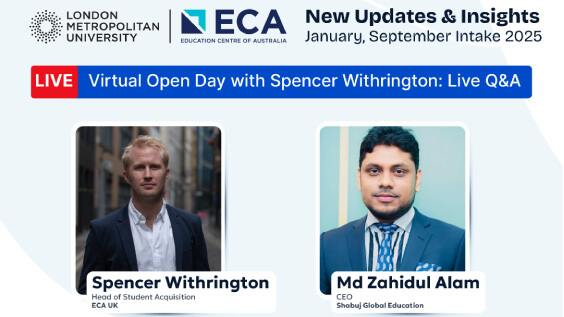 LONDON
METROPOLITAN
UNIVERSITY
ECA
EDUCATION CENTRE OF AUSTRALIA
New Updates & Insights
January, September Intake 2025
LIVE Virtual Open Day with Spencer Withrington: Live Q&A
Spencer Withrington
Head of Student Acquisition
ECA UK
Md Zahidul Alam
CEO
Shabuj Global Education